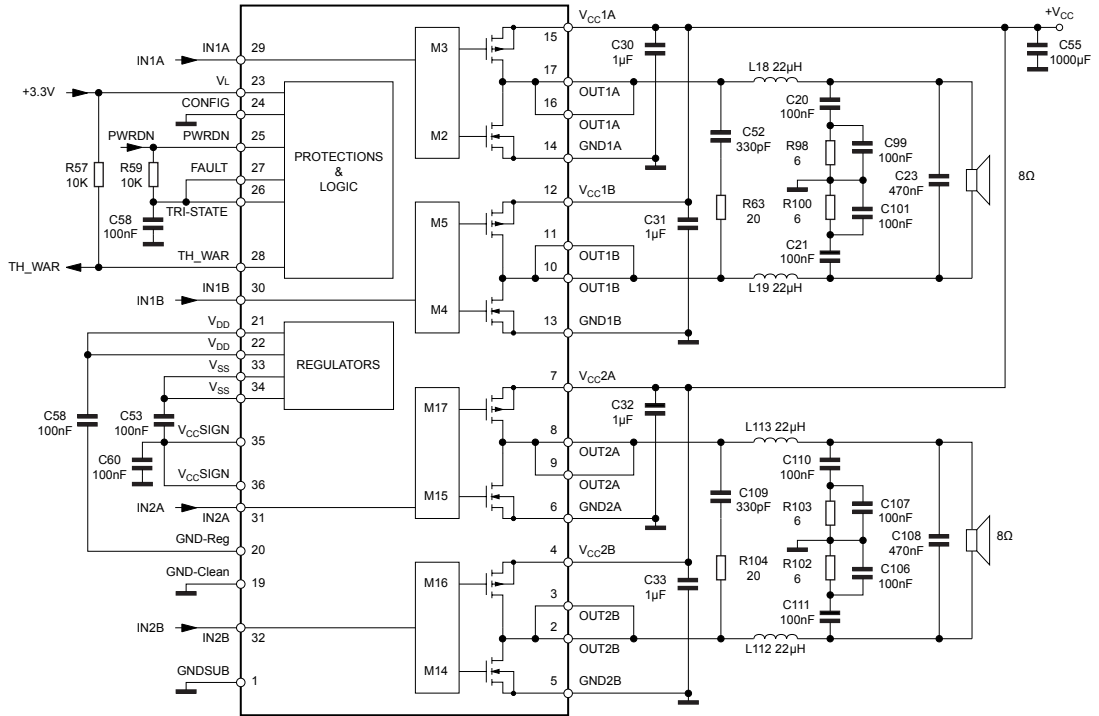 +VCC
VCC1A
15
IN1A
29
IN1A
M3
C30
1µF
C55
1000µF
17
L18 22µH
VL
23
+3.3V
OUT1A
CONFIG
24
16
C20
100nF
OUT1A
PWRDN
PWRDN
25
M2
C52
330pF
R98
6
C99
100nF
14
GND1A
PROTECTIONS
&
LOGIC
R57
10K
R59
10K
FAULT
27
C23
470nF
8Ω
26
12
VCC1B
TRI-STATE
C58
100nF
M5
C31
1µF
R63
20
R100
6
C101
100nF
11
OUT1B
C21
100nF
10
TH_WAR
TH_WAR
28
OUT1B
L19 22µH
IN1B
IN1B
30
M4
13
GND1B
VDD
21
VDD
22
REGULATORS
VSS
33
VSS
34
7
VCC2A
C58
100nF
C53
100nF
M17
C32
1µF
VCCSIGN
35
8
L113 22µH
OUT2A
C60
100nF
9
C110
100nF
OUT2A
VCCSIGN
36
M15
C109
330pF
R103
6
C107
100nF
IN2A
IN2A
31
6
GND2A
C108
470nF
8Ω
GND-Reg
20
4
VCC2B
GND-Clean
19
M16
C33
1µF
R104
20
R102
6
C106
100nF
3
OUT2B
C111
100nF
IN2B
IN2B
32
2
OUT2B
L112 22µH
M14
GNDSUB
1
5
GND2B